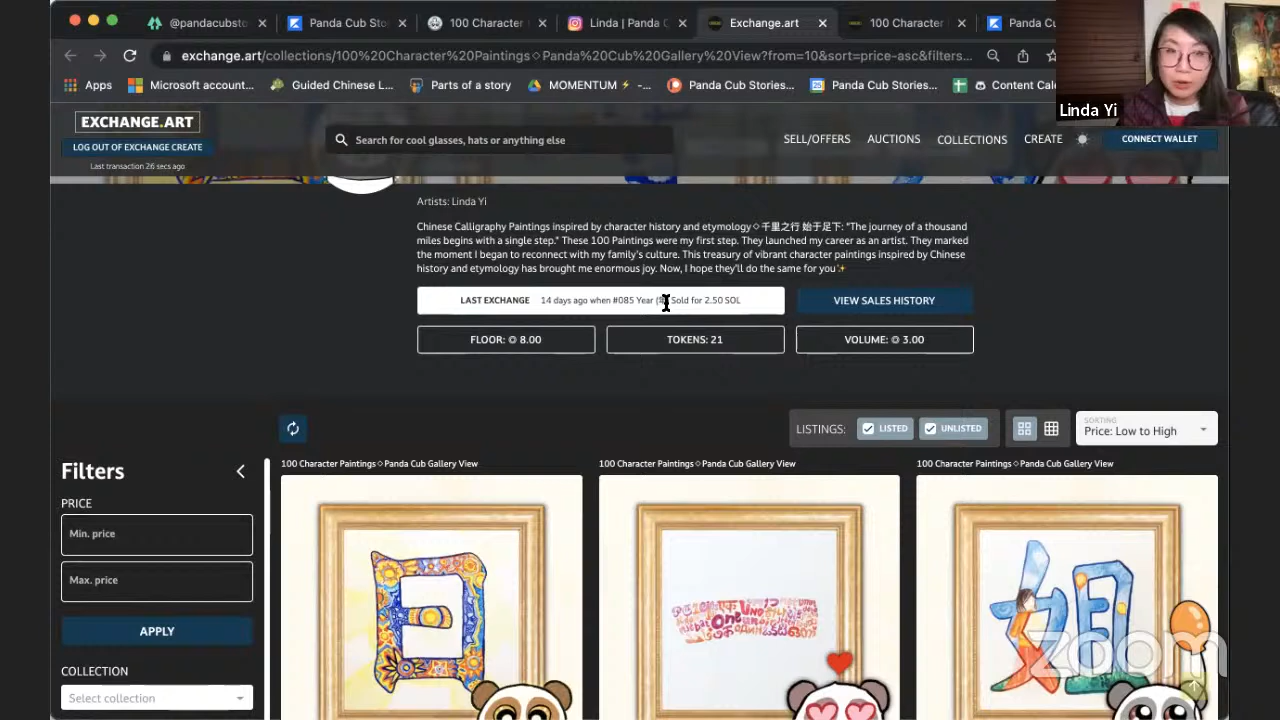 @pandacubsto
Panda Cub Sto
100 Character
Linda | Panda C
Exchange.art
100 Character
Panda Cu
exchange.art/collections/100%20Character%20Paintings◇Panda%20Cub%20Gallery%20View?from=10&sort=price-asc&filters...
Apps
Microsoft account...
Guided Chinese L...
Parts of a story
MOMENTUM ⚡ -...
Panda Cub Stories...
Panda Cub Stories...
Content Cal
Linda Yi
EXCHANGE.ART
LOG OUT OF EXCHANGE CREATE
Last transaction 26 secs ago
Search for cool glasses, hats or anything else
SELL/OFFERS
AUCTIONS
COLLECTIONS
CREATE
CONNECT WALLET
Artists: Linda Yi
Chinese Calligraphy Paintings inspired by character history and etymology◇千里之行 始于足下: "The journey of a thousand
miles begins with a single step." These 100 Paintings were my first step. They launched my career as an artist. They marked
the moment I began to reconnect with my family's culture. This treasury of vibrant character paintings inspired by Chinese
history and etymology has brought me enormous joy. Now, I hope they'll do the same for you✨
LAST EXCHANGE 14 days ago when #085 Year Sold for 2.50 SOL
VIEW SALES HISTORY
FLOOR: ◎ 8.00
TOKENS: 21
VOLUME: ◎ 3.00
LISTINGS:
LISTED
UNLISTED
SORTING
Price: Low to High
Filters
PRICE
Min. price
Max. price
APPLY
COLLECTION
Select collection
100 Character Paintings◇Panda Cub Gallery View
100 Character Paintings◇Panda Cub Gallery View
100 Character Paintings◇Panda Cub Gallery View
日
One
姐
zoom